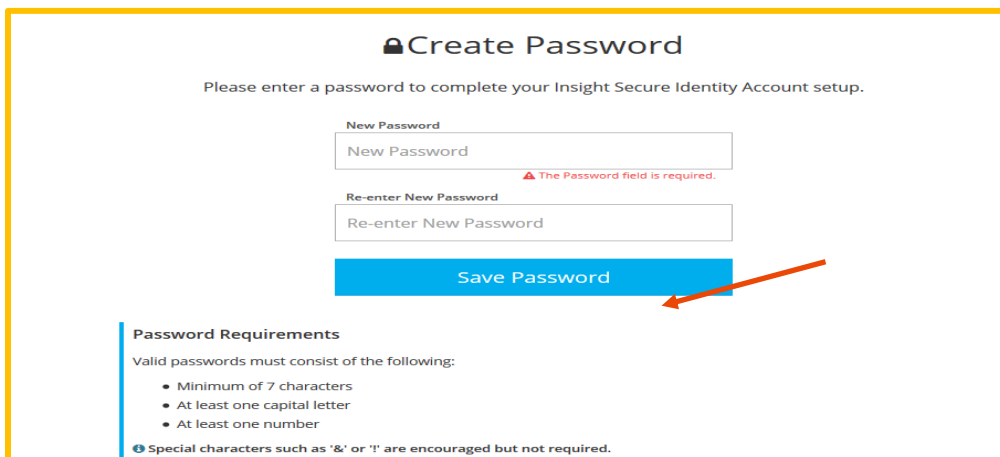 Create Password
Please enter a password to complete your Insight Secure Identity Account setup.
New Password
New Password
The Password field is required.
Re-enter New Password
Re-enter New Password
Save Password
Password Requirements
Valid passwords must consist of the following:
• Minimum of 7 characters
• At least one capital letter
• At least one number
Special characters such as '&' or '!' are encouraged but not required.